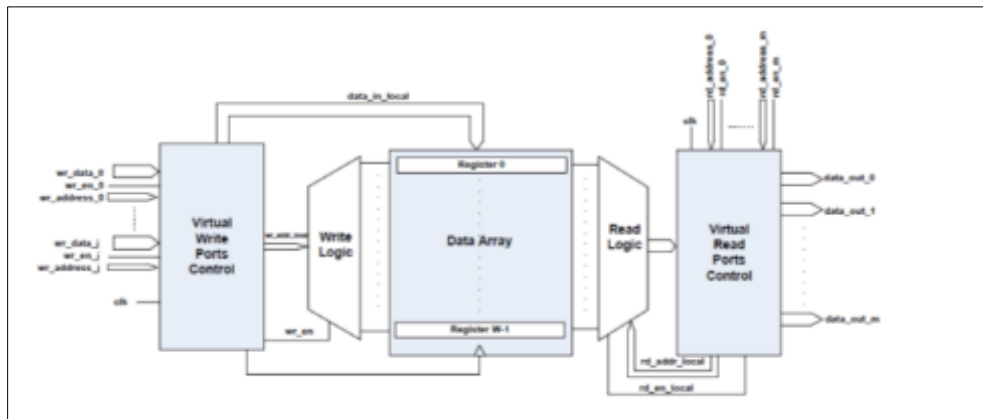 rd_address_0
rd_en_0
rd_address_m
rd_en_m
data_in_local
clk
wr_data_0
wr_en_0
wr_address_0
Register 0
data_out_0
data_out_1
Virtual
Write
Ports
Control
Write
Logic
Data Array
Read
Logic
Virtual
Read
Ports
Control
wr_data_j
wr_en_j
wr_address_j
clk
wr_en
Register W-1
data_out_m
rd_addr_local
rd_en_local